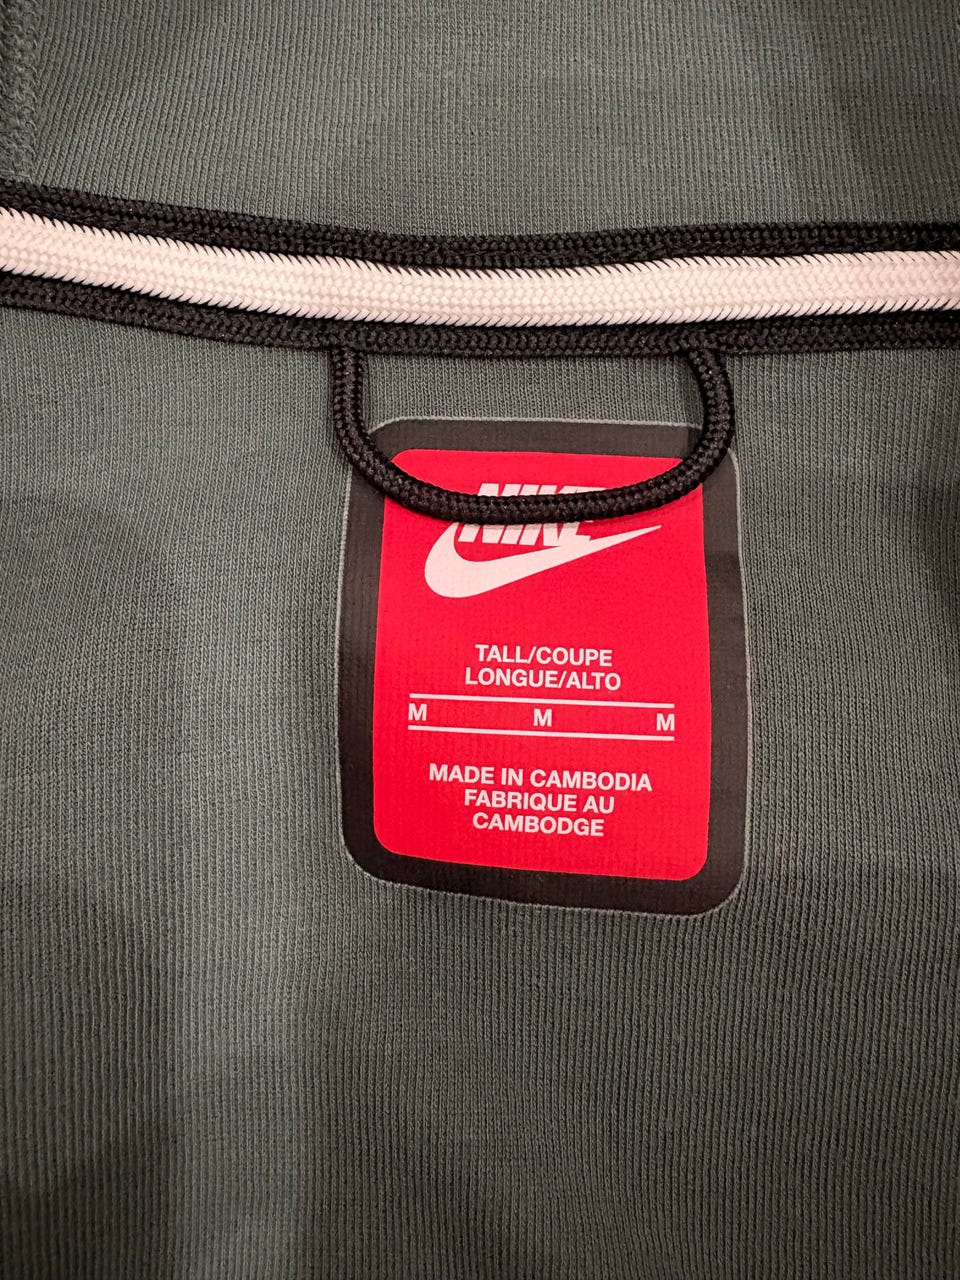 NIKE
TALL/COUPE
LONGUE/ALTO
M M M
MADE IN CAMBODIA
FABRIQUE AU
CAMBODGE